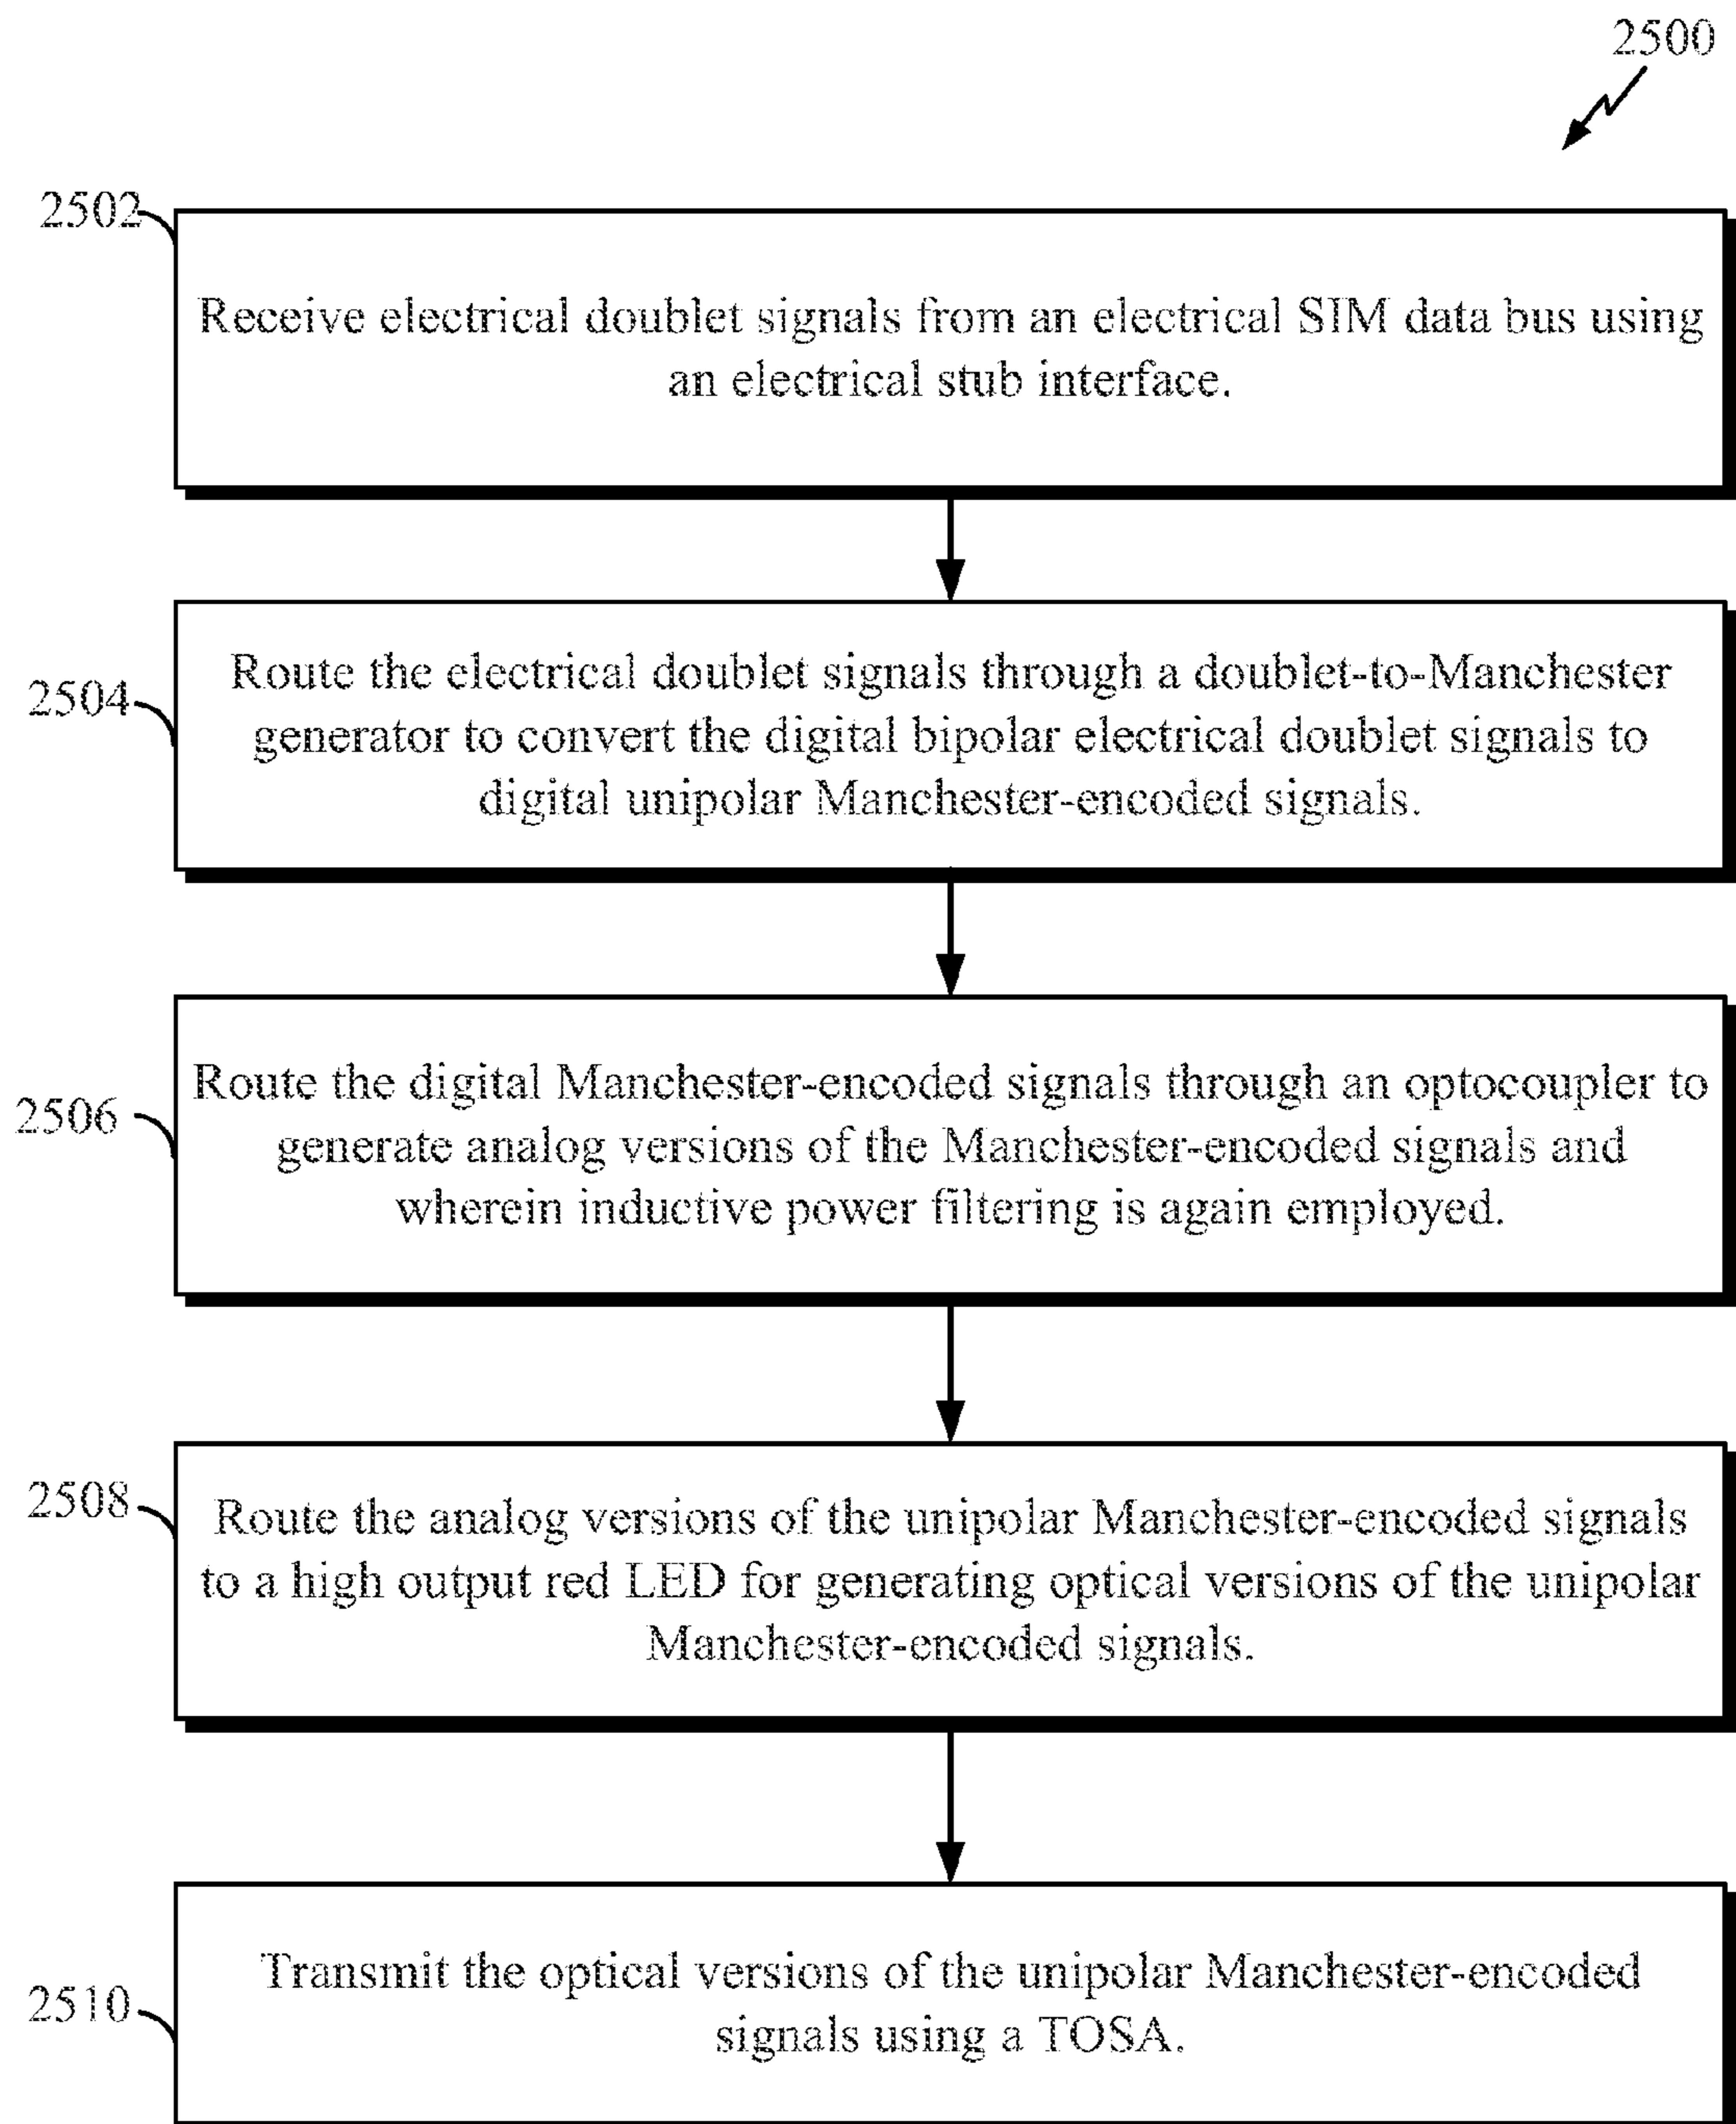 2500
2502
Receive electrical doublet signals from an electrical SIM data bus using
an electrical stub interface.
2504
Route the electrical doublet signals through a doublet-to-Manchester
generator to convert the digital bipolar electrical doublet signals to
digital unipolar Manchester-encoded signals.
2506
Route the digital Manchester-encoded signals through an optocoupler to
generate analog versions of the Manchester-encoded signals and
wherein inductive power filtering is again employed.
2508
Route the analog versions of the unipolar Manchester-encoded signals
to a high output red LED for generating optical versions of the unipolar
Manchester-encoded signals.
2510
Transmit the optical versions of the unipolar Manchester-encoded
signals using a TOSA.